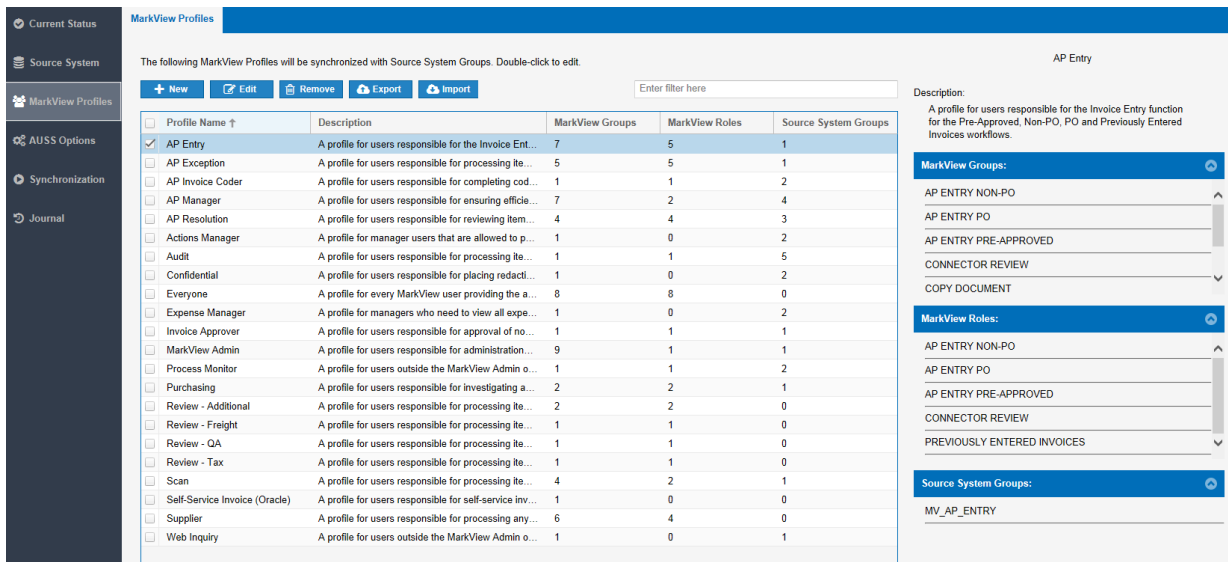 Current Status
Source System
MarkView Profiles
AUSS Options
Synchronization
Journal
MarkView Profiles
The following MarkView Profiles will be synchronized with Source System Groups. Double-click to edit.
New Edit Remove Export Import Enter filter here
Profile Name ↑ Description MarkView Groups MarkView Roles Source System Groups
AP Entry A profile for users responsible for the Invoice Ent... 7 5 1
AP Exception A profile for users responsible for processing ite... 5 5 1
AP Invoice Coder A profile for users responsible for completing cod... 1 1 2
AP Manager A profile for users responsible for ensuring efficie... 7 2 4
AP Resolution A profile for users responsible for reviewing item... 4 4 3
Actions Manager A profile for manager users that are allowed to p... 1 0 2
Audit A profile for users responsible for processing ite... 1 1 5
Confidential A profile for users responsible for placing redacti... 1 0 2
Everyone A profile for every MarkView user providing the a... 8 8 0
Expense Manager A profile for managers who need to view all expe... 1 0 2
Invoice Approver A profile for users responsible for approval of no... 1 1 1
MarkView Admin A profile for users responsible for administration... 9 1 1
Process Monitor A profile for users outside the MarkView Admin o... 1 1 2
Purchasing A profile for users responsible for investigating a... 2 2 1
Review - Additional A profile for users responsible for processing ite... 2 2 0
Review - Freight A profile for users responsible for processing ite... 1 1 0
Review - QA A profile for users responsible for processing ite... 1 1 0
Review - Tax A profile for users responsible for processing ite... 1 1 0
Scan A profile for users responsible for processing ite... 4 2 1
Self-Service Invoice (Oracle) A profile for users responsible for self-service inv... 1 0 0
Supplier A profile for users responsible for processing any... 6 4 0
Web Inquiry A profile for users outside the MarkView Admin o... 1 0 1
AP Entry
Description:
A profile for users responsible for the Invoice Entry function
for the Pre-Approved, Non-PO, PO and Previously Entered
Invoices workflows.
MarkView Groups:
AP ENTRY NON-PO
AP ENTRY PO
AP ENTRY PRE-APPROVED
CONNECTOR REVIEW
COPY DOCUMENT
MarkView Roles:
AP ENTRY NON-PO
AP ENTRY PO
AP ENTRY PRE-APPROVED
CONNECTOR REVIEW
PREVIOUSLY ENTERED INVOICES
Source System Groups:
MV_AP_ENTRY